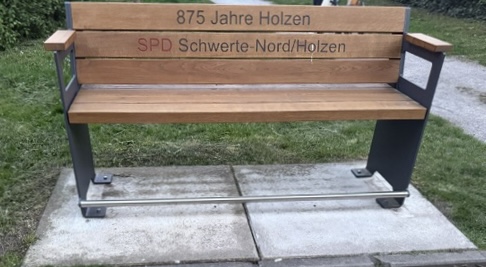 875 Jahre Holzen
SPD Schwerte-Nord/Holzen